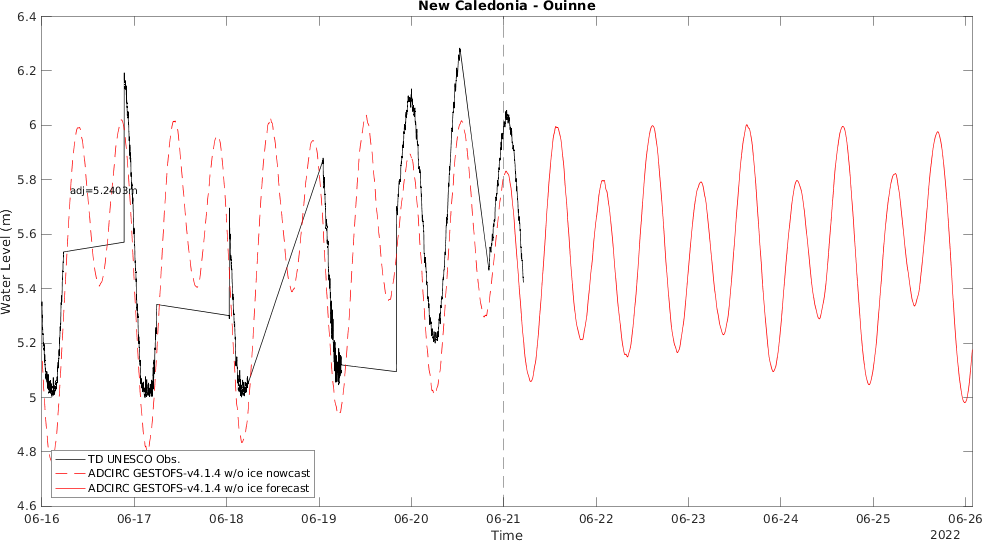 New Caledonia - Ouinne
6.4
6.2
6
5.8
5.6
5.4
5.2
5
4.8
4.6
Water Level (m)
adj=5.2403m
TD UNESCO Obs.
ADCIRC GESTOFS-v4.1.4 w/o ice nowcast
ADCIRC GESTOFS-v4.1.4 w/o ice forecast
06-16 06-17 06-18 06-19 06-20 06-21 06-22 06-23 06-24 06-25 06-26
Time
2022